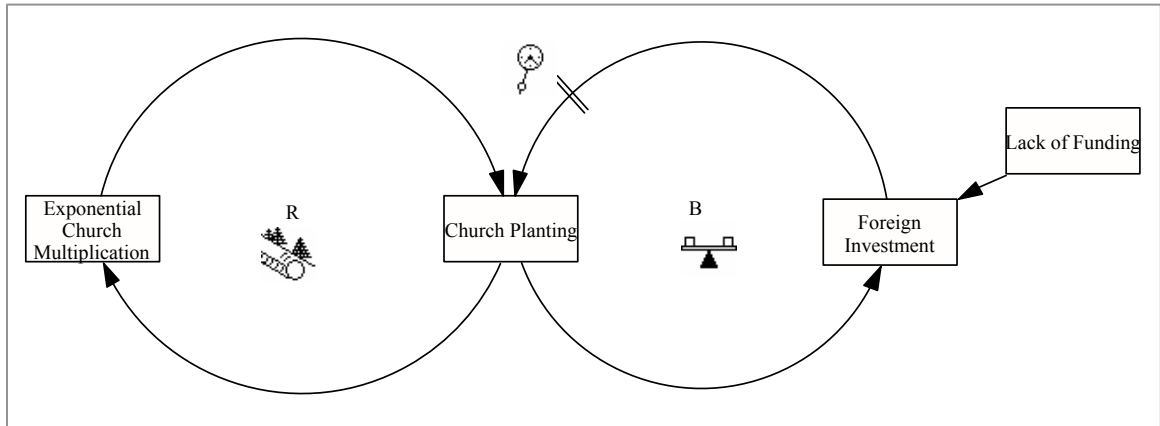 Lack of Funding
Exponential
Church
Multiplication
R
Church Planting
B
Foreign
Investment